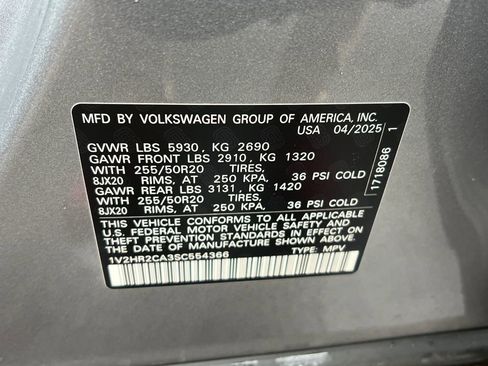 MFD BY VOLKSWAGEN GROUP OF AMERICA, INC.
USA 04/2025
GVWR LBS 5930, KG 2690
GAWR FRONT LBS 2910, KG 1320
WITH 255/50R20 TIRES,
8JX20 RIMS, AT 250 KPA, 36 PSI COLD
GAWR REAR LBS 3131, KG 1420
WITH 255/50R20 TIRES,
8JX20 RIMS, AT 250 KPA, 36 PSI COLD
THIS VEHICLE CONFORMS TO ALL APPLICABLE
U.S. FEDERAL MOTOR VEHICLE SAFETY AND
THEFT PREVENTION STANDARDS IN EFFECT ON
THE DATE OF MANUFACTURE SHOWN ABOVE.
1V2HR2CA3SC554366 TYPE: MPV
1718086 1